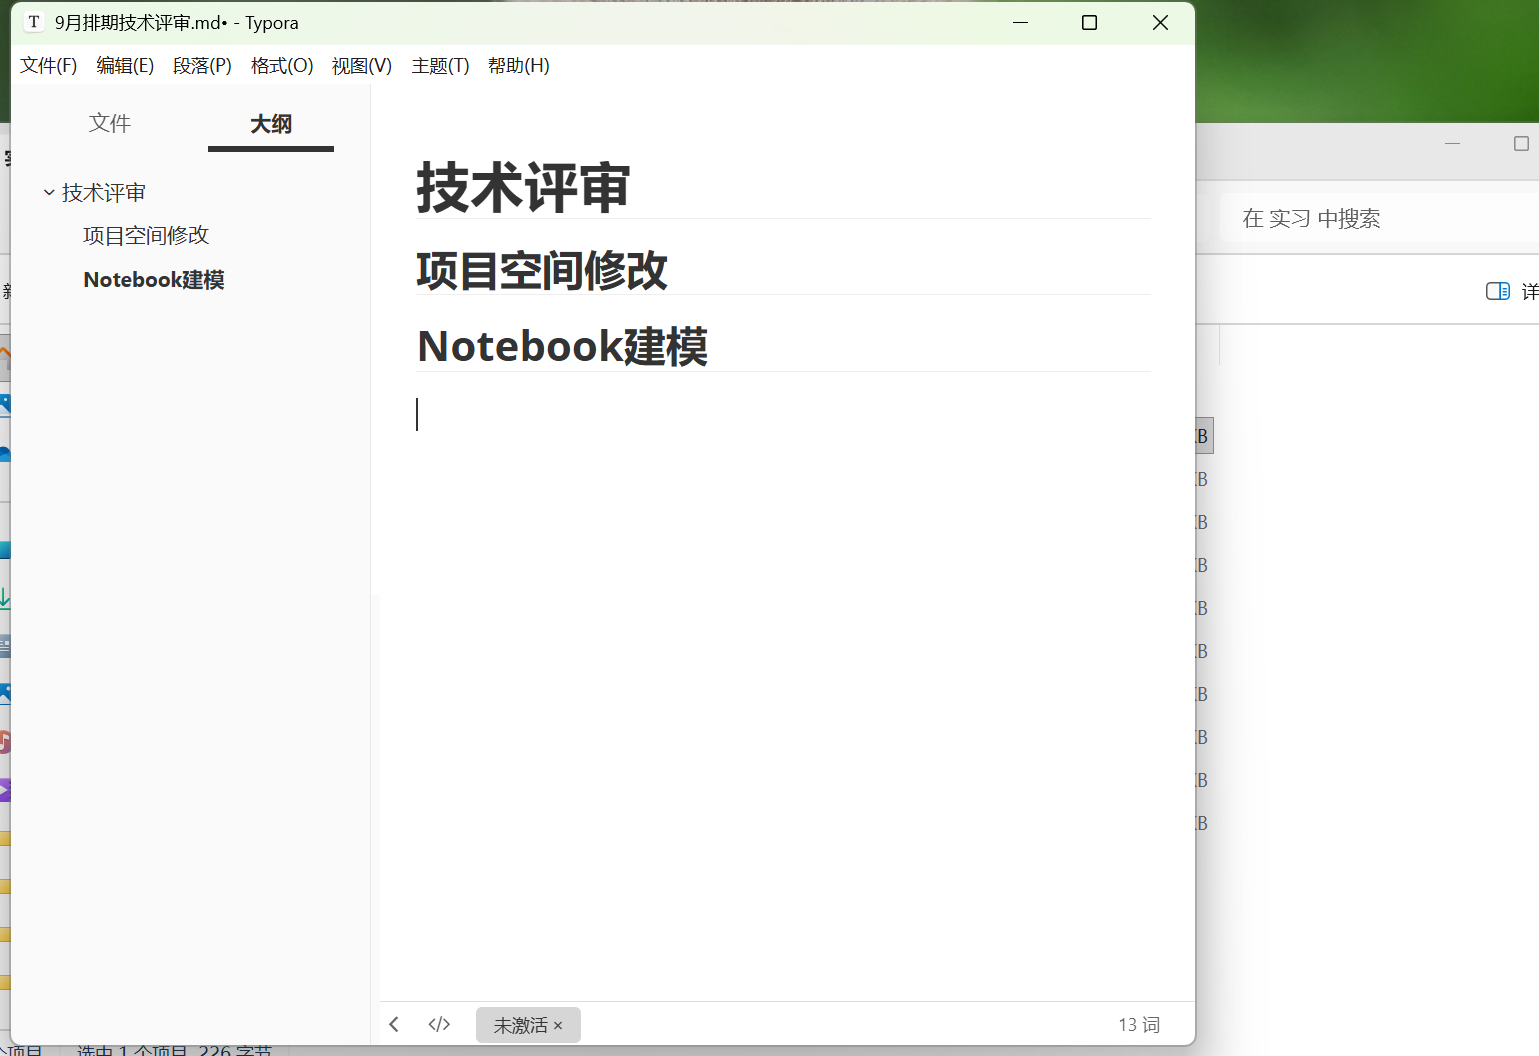 T 9月排期技术评审.md• - Typora
文件(F) 编辑(E) 段落(P) 格式(O) 视图(V) 主题(T) 帮助(H)
文件 大纲
技术评审
项目空间修改
Notebook建模
技术评审
项目空间修改
Notebook建模
未激活 ×
13 词
在 实习 中搜索
详
个项目 选中 1 个项目 226 字节